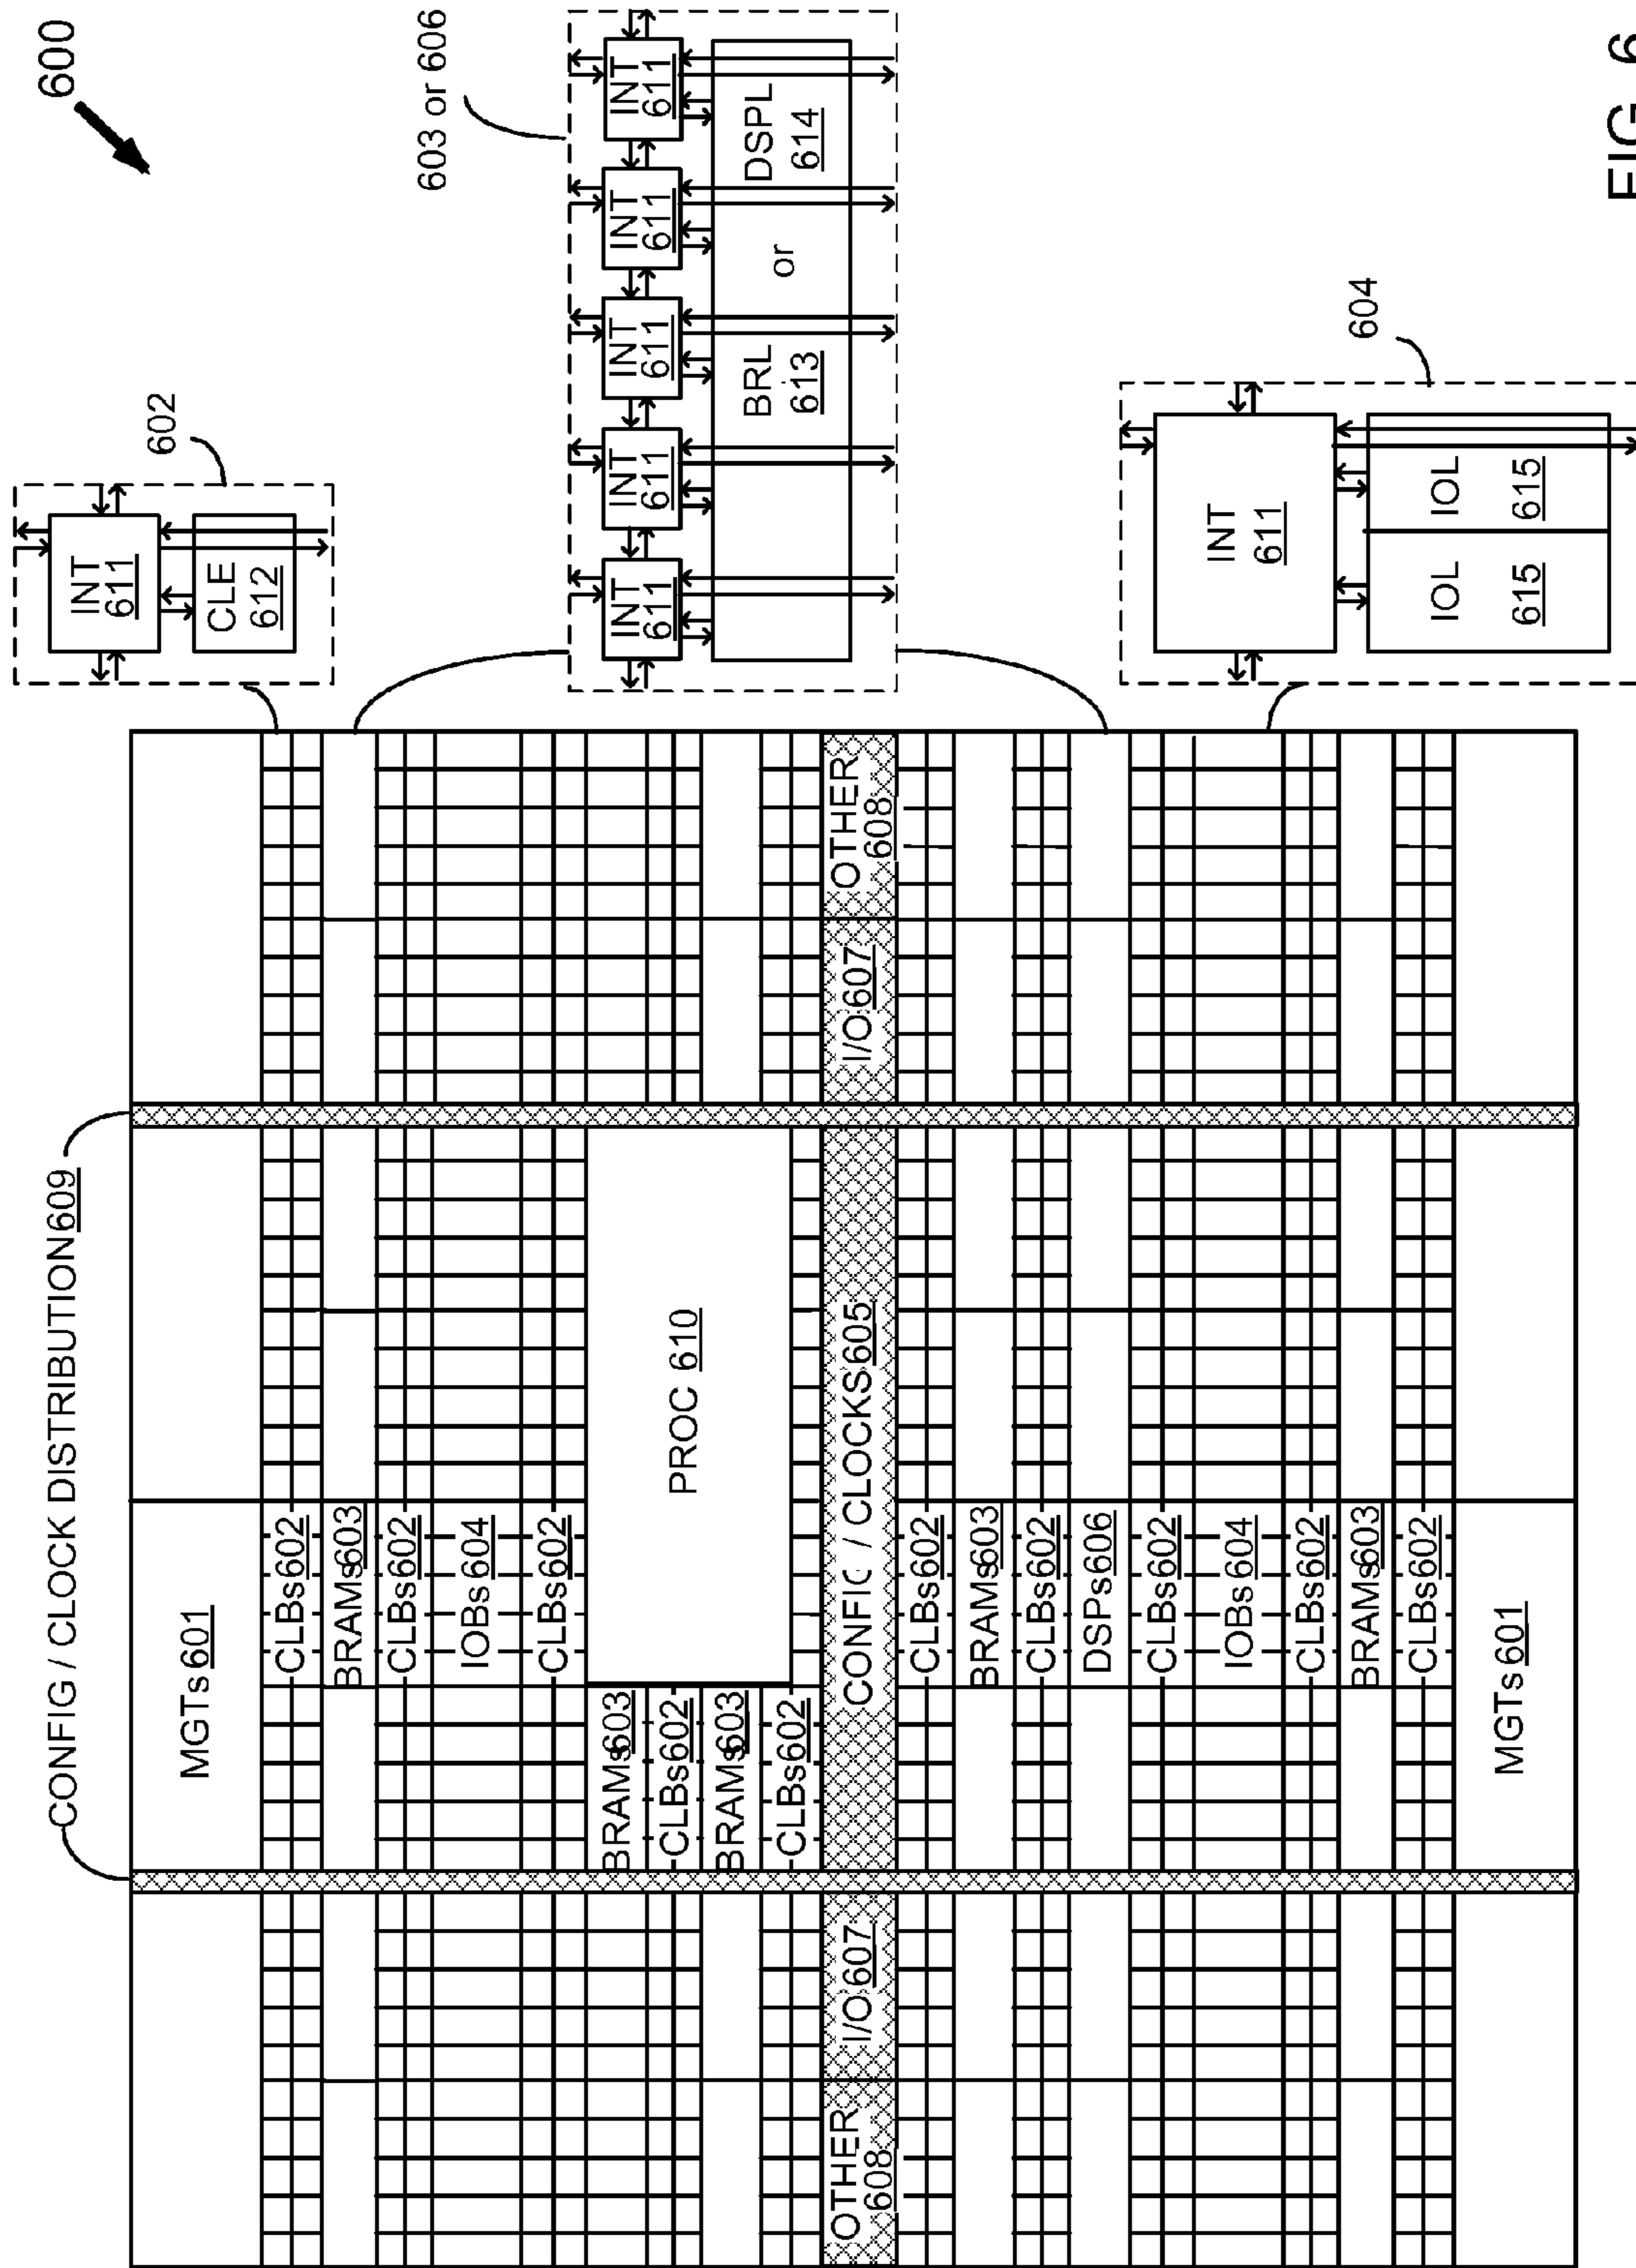 600
CONFIG / CLOCK DISTRIBUTION 609
MGTs 601
CLBs 602
BRAMs 603
CLBs 602
IOBs 604
CLBs 602
BRAMs 603
CLBs 602
BRAMs 603
CLBs 602
PROC 610
OTHER
608
I/O 607
CONFIG / CLOCKS 605
I/O 607
OTHER
608
CLBs 602
BRAMs 603
CLBs 602
DSPs 606
CLBs 602
IOBs 604
CLBs 602
BRAMs 603
CLBs 602
MGTs 601
602
INT
611
CLE
612
603 or 606
INT
611
INT
611
INT
611
INT
611
INT
611
BRL
613
or
DSPL
614
604
INT
611
IOL
615
IOL
615
FIG. 6